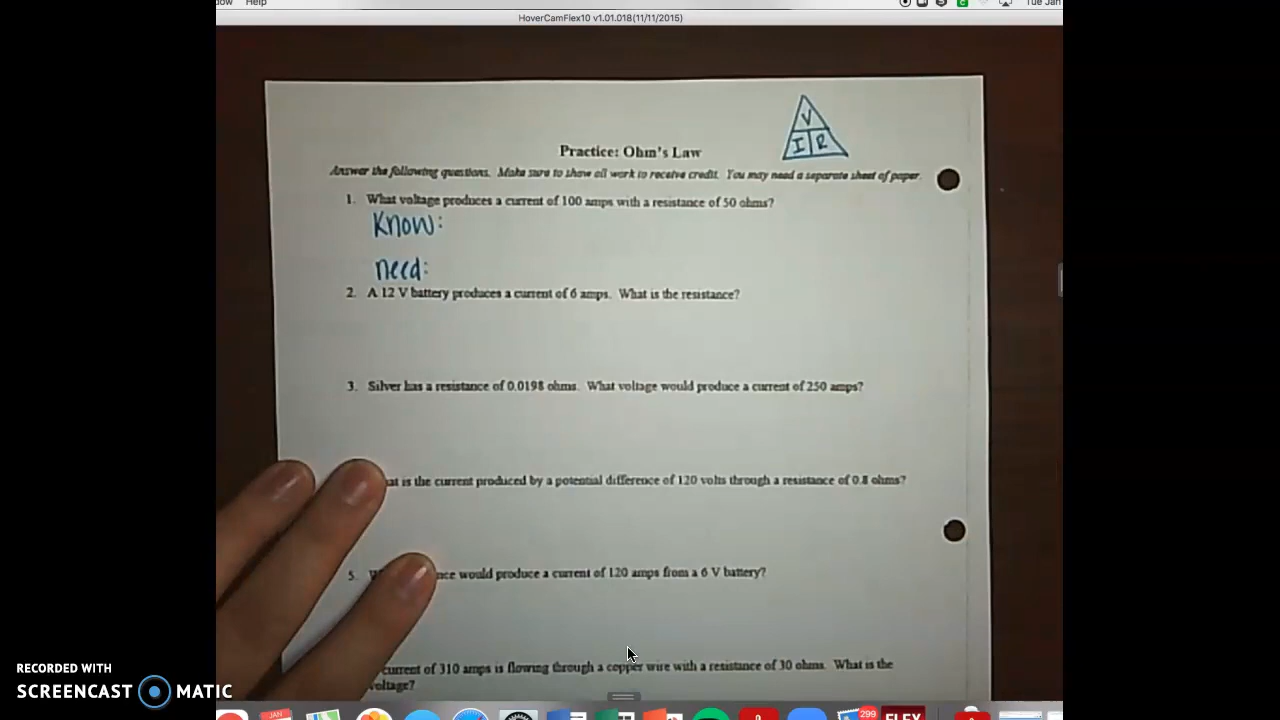 Help
Tue Jan
HoverCamFlex10 v1.01.018(11/11/2015)
V
I R
Practice: Ohm's Law
Answer the following questions. Make sure to show all work to receive credit. You may need a separate sheet of paper.
1. What voltage produces a current of 100 amps with a resistance of 50 ohms?
Know:
need:
2. A 12 V battery produces a current of 6 amps. What is the resistance?
3. Silver has a resistance of 0.0198 ohms. What voltage would produce a current of 250 amps?
is the current produced by a potential difference of 120 volts through a resistance of 0.8 ohms?
5. would produce a current of 120 amps from a 6 V battery?
current of 310 amps is flowing through a copper wire with a resistance of 30 ohms. What is the
voltage?
RECORDED WITH
SCREENCAST MATIC
JAN
299
FLEX